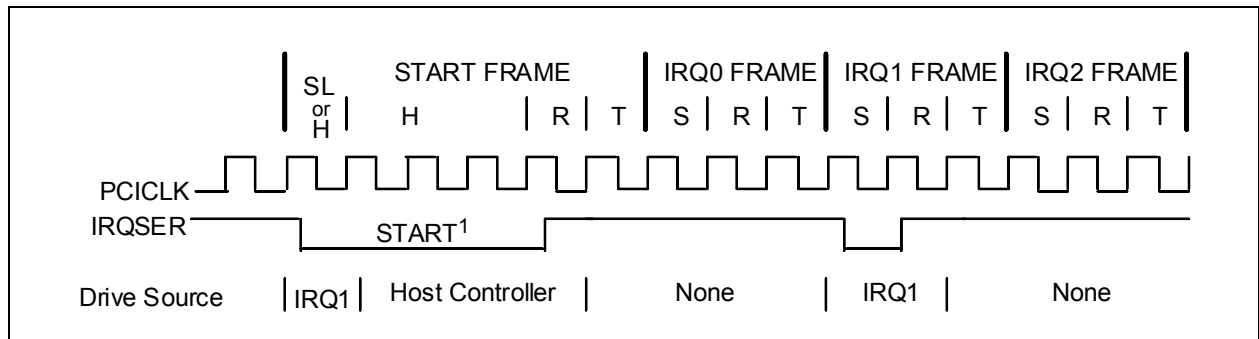 START FRAME IRQ0 FRAME IRQ1 FRAME IRQ2 FRAME
SL
or
H
H R T S R T S R T S R T
PCICLK
IRQSER
START1
Drive Source IRQ1 Host Controller None IRQ1 None